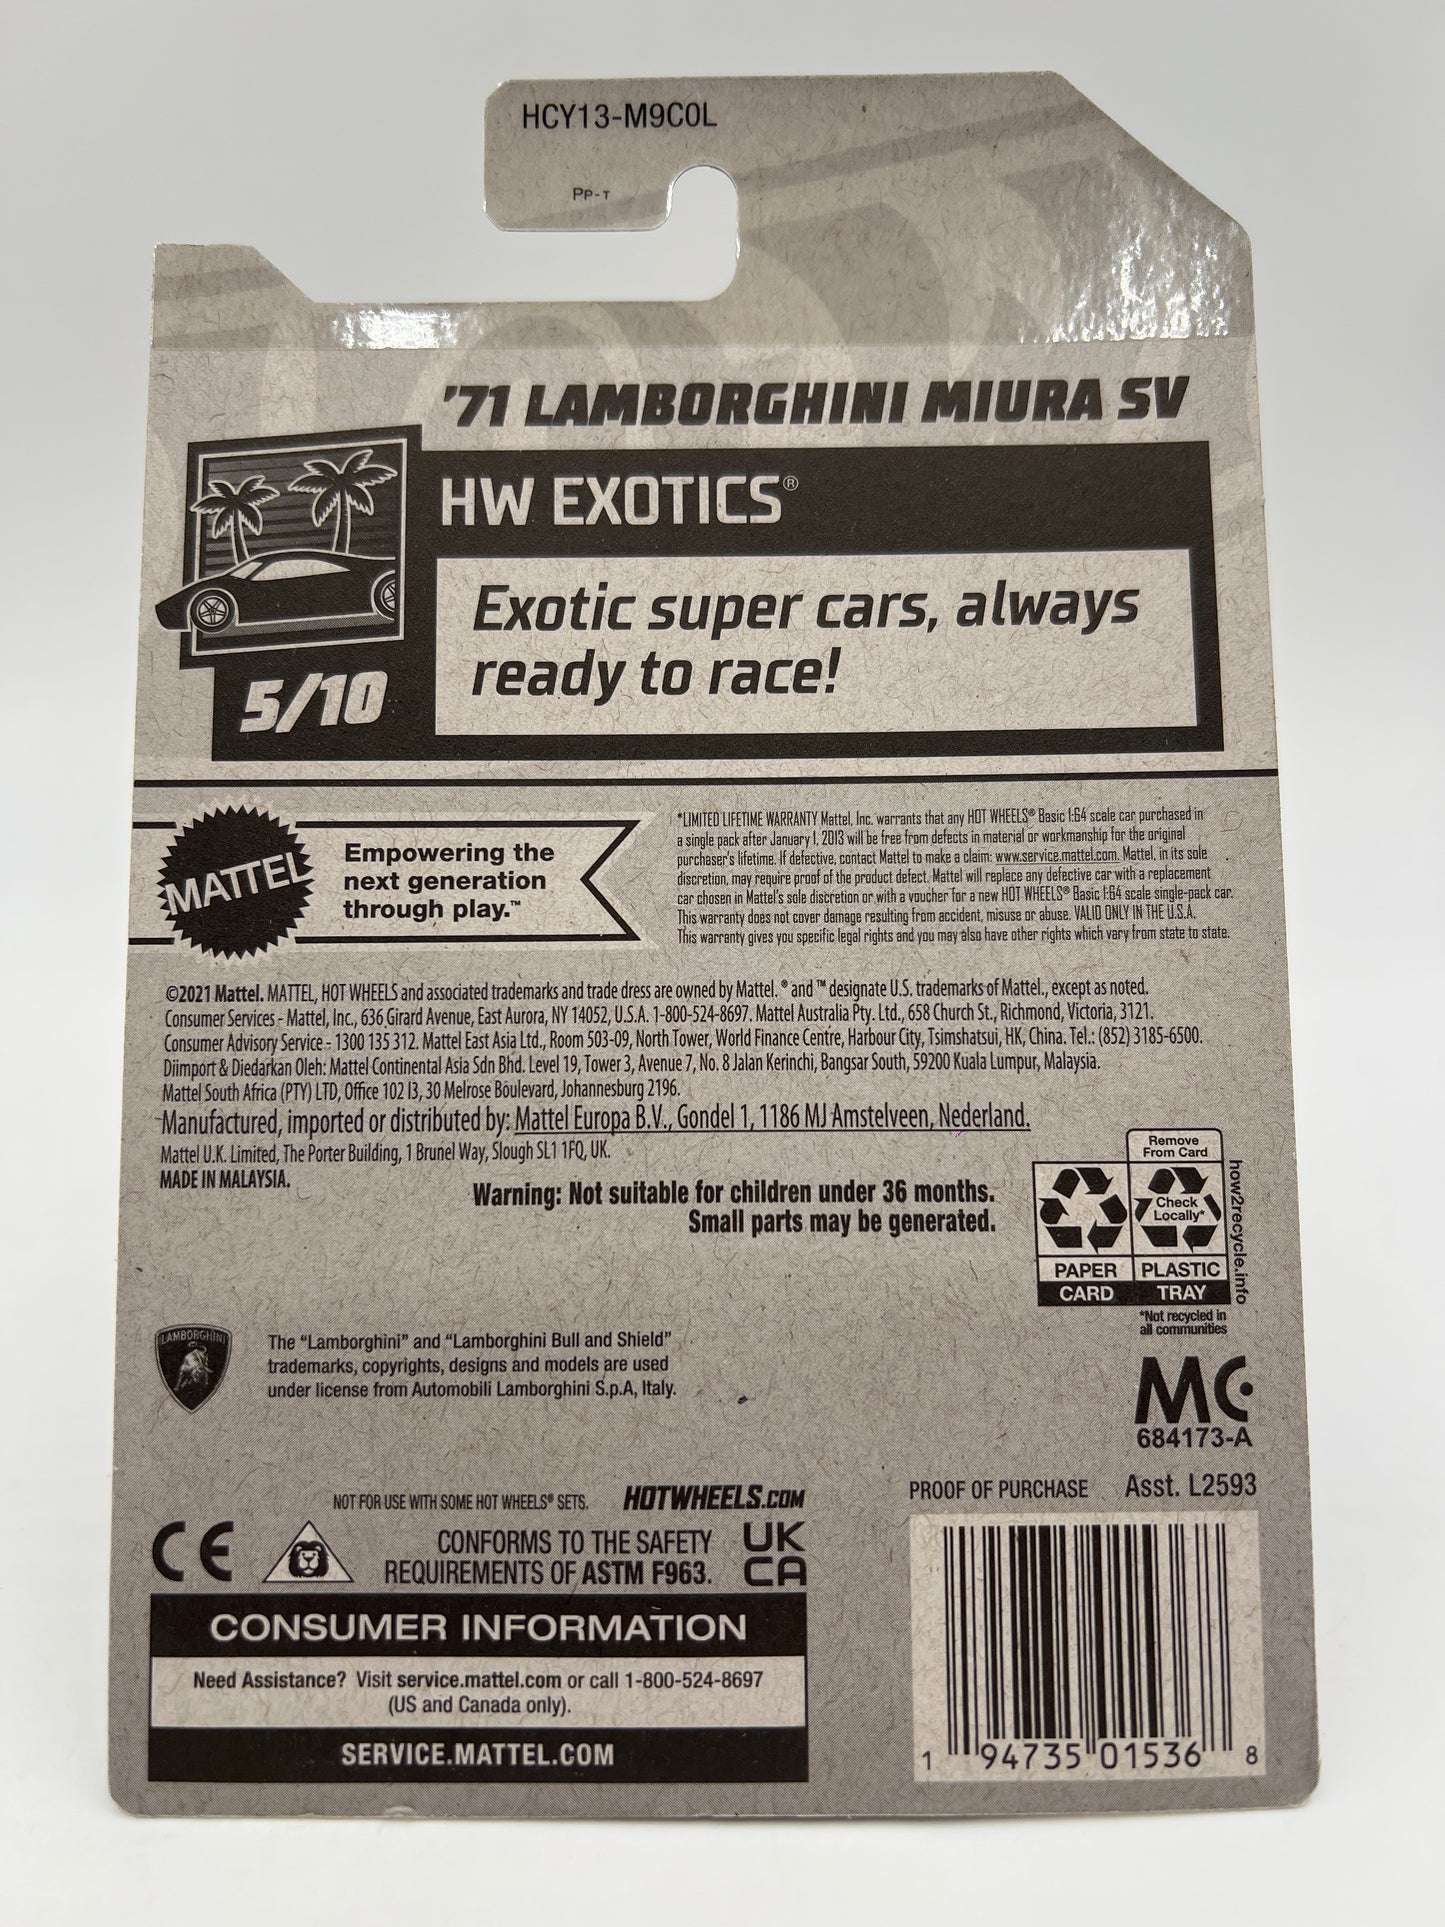 HCY13-M9C0L
PP-T
'71 LAMBORGHINI MIURA SV
HW EXOTICS®
Exotic super cars, always
ready to race!
5/10
MATTEL
Empowering the
next generation
through play.™
*LIMITED LIFETIME WARRANTY Mattel, Inc. warrants that any HOT WHEELS® Basic 1:64 scale car purchased in
a single pack after January 1, 2013 will be free from defects in material or workmanship for the original
purchaser's lifetime. If defective, contact Mattel to make a claim: www.service.mattel.com. Mattel, in its sole
discretion, may require proof of the product defect. Mattel will replace any defective car with a replacement
car chosen in Mattel's sole discretion or with a voucher for a new HOT WHEELS® Basic 1:64 scale single-pack car.
This warranty does not cover damage resulting from accident, misuse or abuse. VALID ONLY IN THE U.S.A.
This warranty gives you specific legal rights and you may also have other rights which vary from state to state.
©2021 Mattel. MATTEL, HOT WHEELS and associated trademarks and trade dress are owned by Mattel. ® and ™ designate U.S. trademarks of Mattel., except as noted.
Consumer Services - Mattel, Inc., 636 Girard Avenue, East Aurora, NY 14052, U.S.A. 1-800-524-8697. Mattel Australia Pty. Ltd., 658 Church St., Richmond, Victoria, 3121.
Consumer Advisory Service - 1300 135 312. Mattel East Asia Ltd., Room 503-09, North Tower, World Finance Centre, Harbour City, Tsimshatsui, HK, China. Tel.: (852) 3185-6500.
Diimport & Diedarkan Oleh: Mattel Continental Asia Sdn Bhd. Level 19, Tower 3, Avenue 7, No. 8 Jalan Kerinchi, Bangsar South, 59200 Kuala Lumpur, Malaysia.
Mattel South Africa (PTY) LTD, Office 102 I3, 30 Melrose Boulevard, Johannesburg 2196.
Manufactured, imported or distributed by: Mattel Europa B.V., Gondel 1, 1186 MJ Amstelveen, Nederland.
Mattel U.K. Limited, The Porter Building, 1 Brunel Way, Slough SL1 1FQ, UK.
MADE IN MALAYSIA.
Warning: Not suitable for children under 36 months.
Small parts may be generated.
Remove
From Card
Check
Locally*
PAPER
CARD
PLASTIC
TRAY
how2recycle.info
*Not recycled in
all communities
LAMBORGHINI
The "Lamborghini" and "Lamborghini Bull and Shield"
trademarks, copyrights, designs and models are used
under license from Automobili Lamborghini S.p.A, Italy.
MC
684173-A
NOT FOR USE WITH SOME HOT WHEELS® SETS.
HOTWHEELS.COM
PROOF OF PURCHASE
Asst. L2593
CE
CONFORMS TO THE SAFETY
REQUIREMENTS OF ASTM F963.
UK
CA
CONSUMER INFORMATION
Need Assistance? Visit service.mattel.com or call 1-800-524-8697
(US and Canada only).
SERVICE.MATTEL.COM
1 94735 01536 8